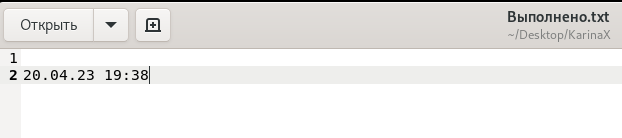 Открыть
Выполнено.txt
~/Desktop/KarinaX
1
2 20.04.23 19:38